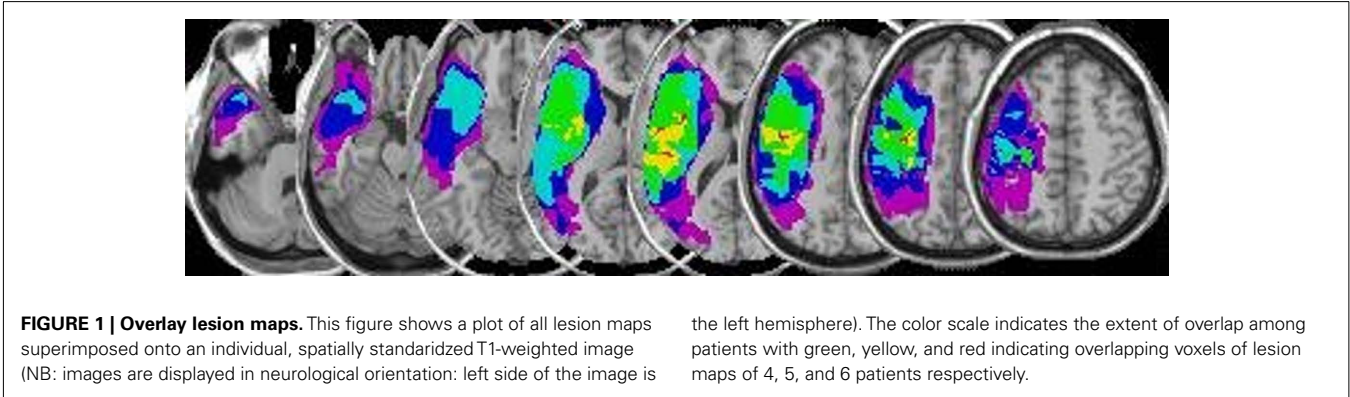 FIGURE 1 | Overlay lesion maps. This figure shows a plot of all lesion maps
superimposed onto an individual, spatially standaridzed T1-weighted image
(NB: images are displayed in neurological orientation: left side of the image is
the left hemisphere). The color scale indicates the extent of overlap among
patients with green, yellow, and red indicating overlapping voxels of lesion
maps of 4, 5, and 6 patients respectively.